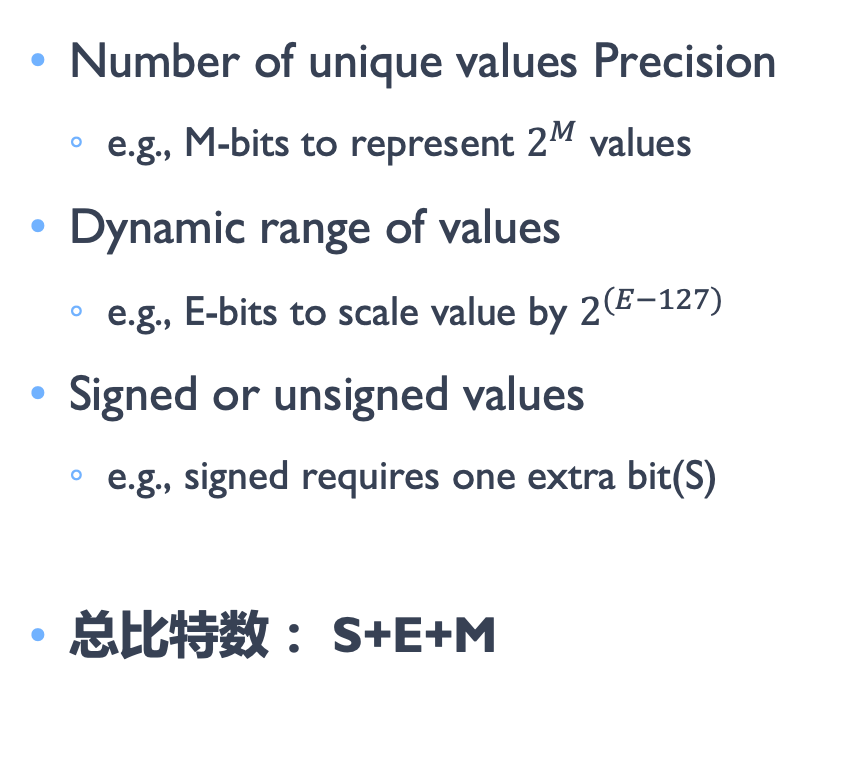 • Number of unique values Precision
◦ e.g., M-bits to represent 2^M values
• Dynamic range of values
◦ e.g., E-bits to scale value by 2^(E−127)
• Signed or unsigned values
◦ e.g., signed requires one extra bit(S)
• 总比特数： S+E+M